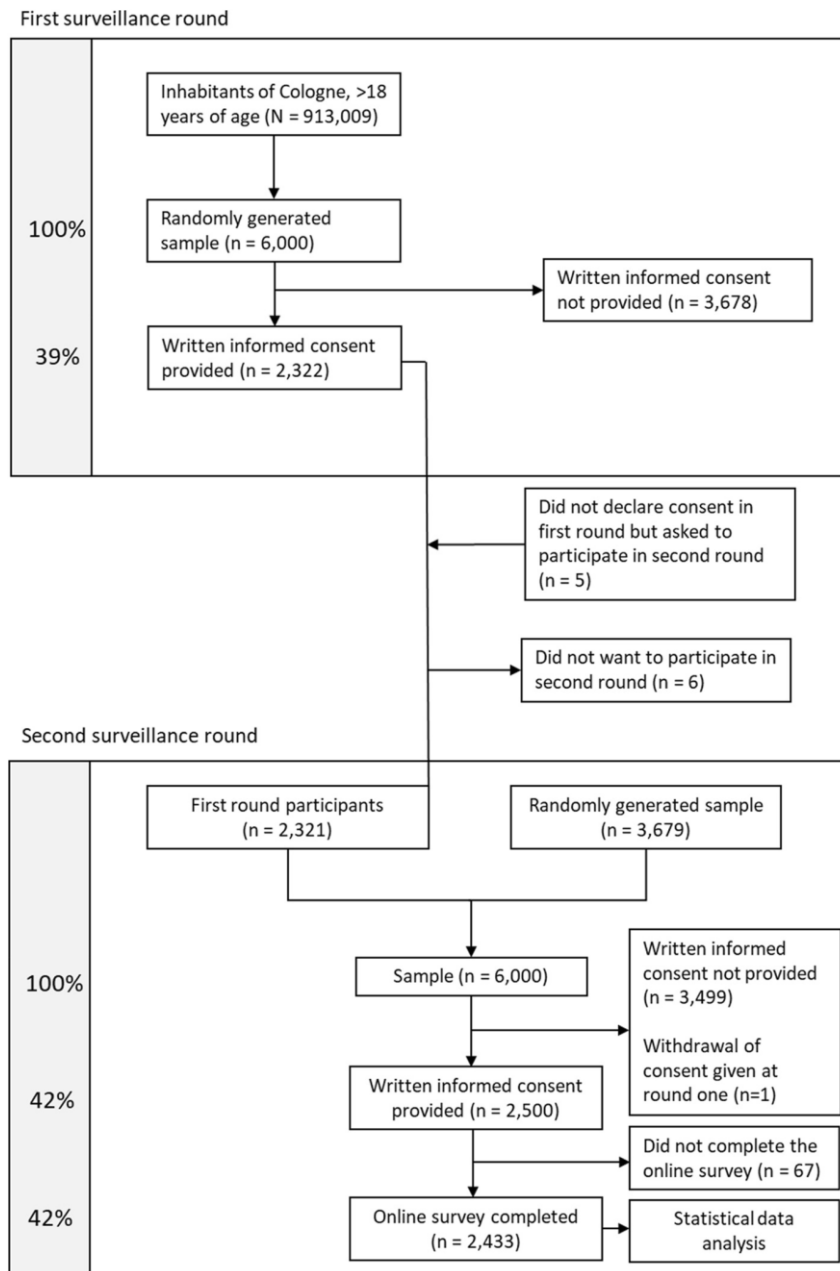 First surveillance round
Inhabitants of Cologne, >18
years of age (N = 913,009)
100%
Randomly generated
sample (n = 6,000)
Written informed consent
not provided (n = 3,678)
39%
Written informed consent
provided (n = 2,322)
Did not declare consent in
first round but asked to
participate in second round
(n = 5)
Did not want to participate in
second round (n = 6)
Second surveillance round
First round participants
(n = 2,321)
Randomly generated sample
(n = 3,679)
100%
Sample (n = 6,000)
Written informed
consent not provided
(n = 3,499)
Withdrawal of
consent given at
round one (n=1)
42%
Written informed consent
provided (n = 2,500)
Did not complete the
online survey (n = 67)
42%
Online survey completed
(n = 2,433)
Statistical data
analysis